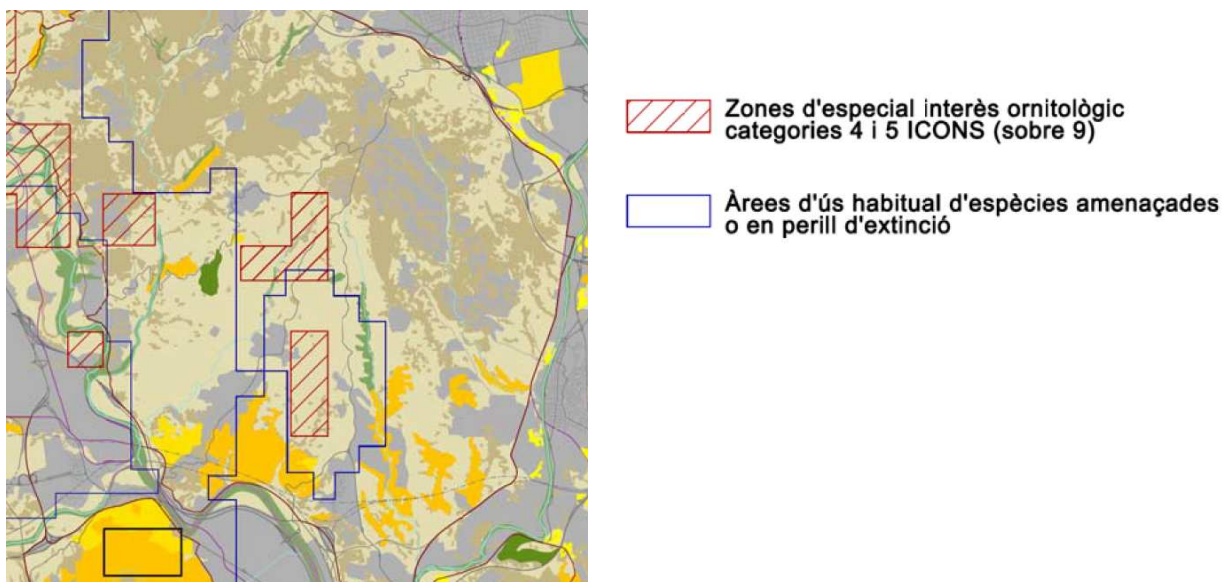 Zones d'especial interès ornitològic
categories 4 i 5 ICONS (sobre 9)
Àrees d'ús habitual d'espècies amenaçades
o en perill d'extinció